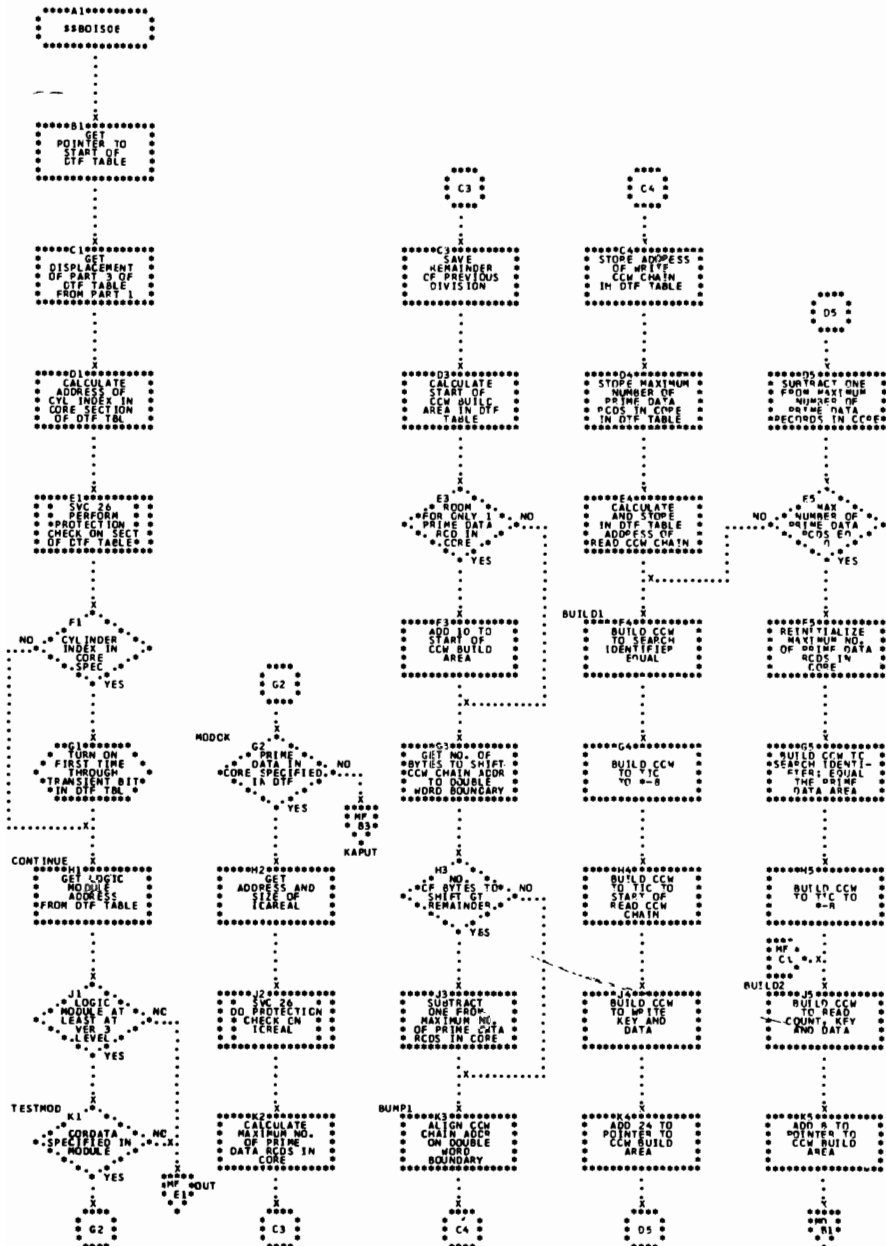 A1
$$BOISOE
B1
GET
POINTER TO
START OF
DTF TABLE
C1
GET
DISPLACEMENT
OF PART 3 OF
DTF TABLE
FROM PART 1
D1
CALCULATE
ADDRESS OF
CYL INDEX IN
CORE SECTION
OF DTF TBL
E1
SVC 26
PERFORM
PROTECTION
CHECK ON SECT
OF DTF TABLE
F1
NO
CYLINDER
INDEX IN
CORE
SPEC
YES
G1
TURN ON
FIRST TIME
THROUGH
TRANSIENT BIT
IN DTF TBL
CONTINUE
H1
GET LOGIC
MODULE
ADDRESS
FROM DTF TABLE
J1
LOGIC
MODULE AT
LEAST AT
VER 3
LEVEL
NO
YES
TESTMOD
K1
CORDATA
SPECIFIED IN
MODULE
NO
YES
MF
E1
OUT
G2
G2
MODCK
G2
PRIME
DATA IN
CORE SPECIFIED
IN DTF
NO
YES
MF
B3
KAPUT
H2
GET
ADDRESS AND
SIZE OF
ICAREAL
J2
SVC 26
DO PROTECTION
CHECK ON
ICREAL
K2
CALCULATE
MAXIMUM NO.
OF PRIME
DATA RCDS IN
CORE
C3
C3
C3
SAVE
REMAINDER
OF PREVIOUS
DIVISION
D3
CALCULATE
START OF
CCW BUILD
AREA IN DTF
TABLE
E3
ROOM
FOR ONLY 1
PRIME DATA
RCD IN
CORE
NO
YES
F3
ADD 10 TO
START OF
CCW BUILD
AREA
G3
GET NO. OF
BYTES TO SHIFT
CCW CHAIN ADDR
TO DOUBLE
WORD BOUNDARY
H3
NO.
OF BYTES TO
SHIFT GT
REMAINDER
NO
YES
J3
SUBTRACT
ONE FROM
MAXIMUM NO.
OF PRIME DATA
RCDS IN CORE
BUMP1
K3
ALIGN CCW
CHAIN ADDR
ON DOUBLE
WORD
BOUNDARY
C4
C4
C4
STORE ADDRESS
OF WRITE
CCW CHAIN
IN DTF TABLE
D4
STORE MAXIMUM
NUMBER OF
PRIME DATA
RCDS IN CORE
IN DTF TABLE
E4
CALCULATE
AND STORE
IN DTF TABLE
ADDRESS OF
READ CCW CHAIN
BUILD1
F4
BUILD CCW
TO SEARCH
IDENTIFIER
EQUAL
G4
BUILD CCW
TO TIC
TO *-8
H4
BUILD CCW
TO TIC TO
START OF
READ CCW
CHAIN
J4
BUILD CCW
TO WRITE
KEY AND
DATA
K4
ADD 24 TO
POINTER TO
CCW BUILD
AREA
D5
D5
D5
SUBTRACT ONE
FROM MAXIMUM
NUMBER OF
PRIME DATA
RECORDS IN CORE
E5
MAX
NUMBER OF
PRIME DATA
RCDS EQ
0
NO
YES
F5
REINITIALIZE
MAXIMUM NO.
OF PRIME DATA
RCDS IN
CORE
G5
BUILD CCW TO
SEARCH IDENTI-
FIER; EQUAL
THE PRIME
DATA AREA
H5
BUILD CCW
TO TIC TO
*-8
MF
C1
BUILD2
J5
BUILD CCW
TO READ
COUNT, KEY
AND DATA
K5
ADD 8 TO
POINTER TO
CCW BUILD
AREA
B1